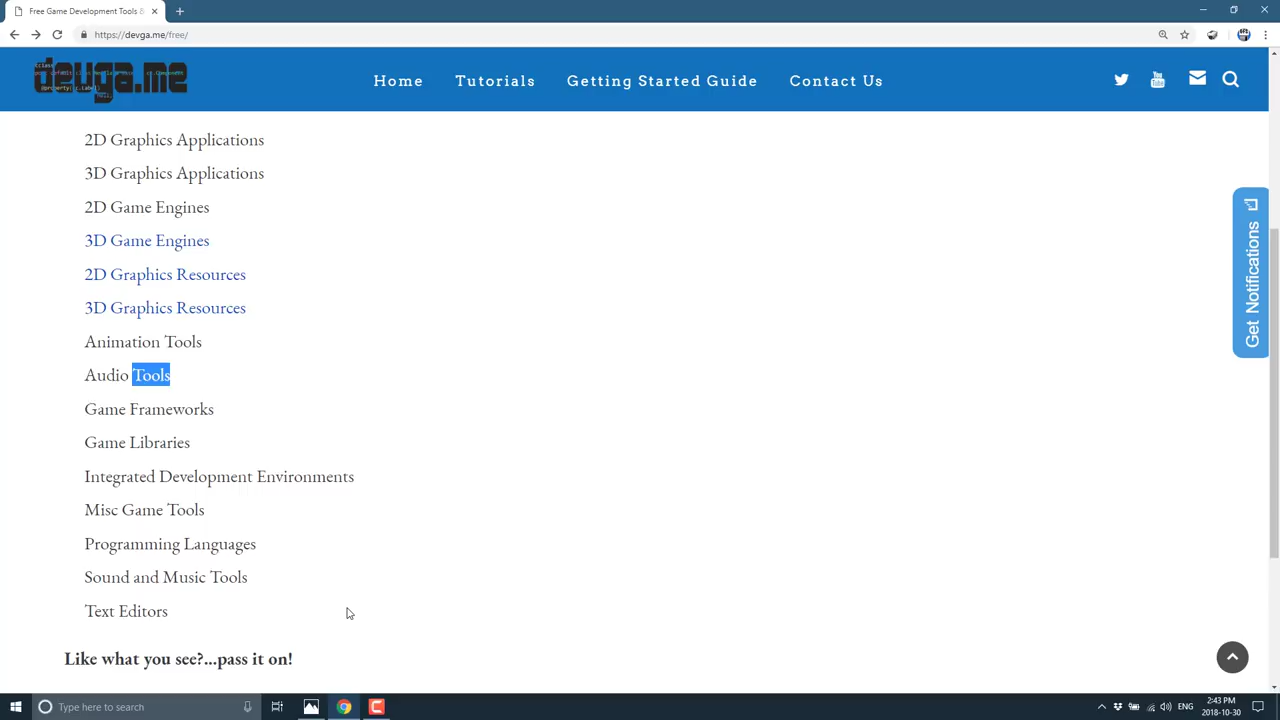 Free Game Development Tools &
https://devga.me/free/
devga.me
Home Tutorials Getting Started Guide Contact Us
2D Graphics Applications
3D Graphics Applications
2D Game Engines
3D Game Engines
2D Graphics Resources
3D Graphics Resources
Animation Tools
Audio Tools
Game Frameworks
Game Libraries
Integrated Development Environments
Misc Game Tools
Programming Languages
Sound and Music Tools
Text Editors
Like what you see?...pass it on!
Get Notifications
Type here to search
ENG
2:43 PM
2018-10-30